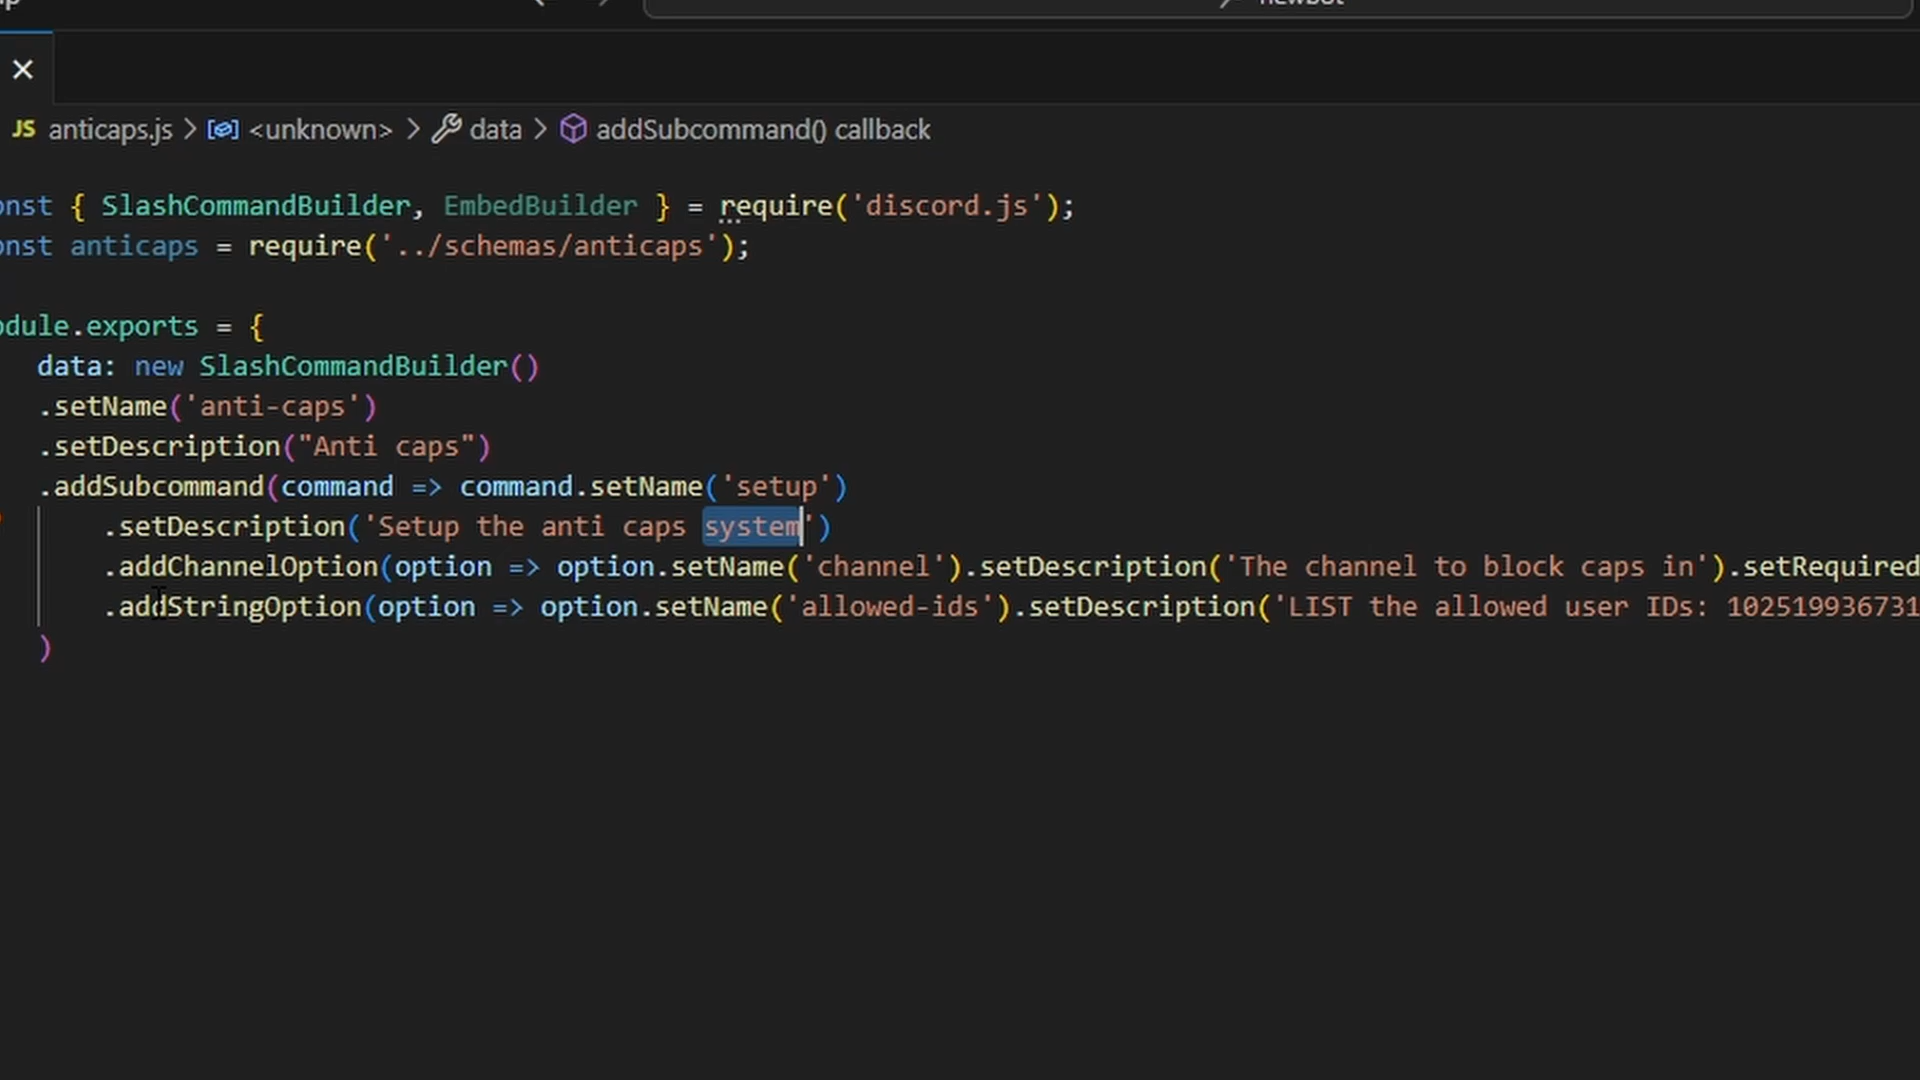 newbot
JS anticaps.js > <unknown> > data > addSubcommand() callback
onst { SlashCommandBuilder, EmbedBuilder } = require('discord.js');
onst anticaps = require('../schemas/anticaps');
odule.exports = {
data: new SlashCommandBuilder()
.setName('anti-caps')
.setDescription("Anti caps")
.addSubcommand(command => command.setName('setup')
.setDescription('Setup the anti caps system')
.addChannelOption(option => option.setName('channel').setDescription('The channel to block caps in').setRequired
.addStringOption(option => option.setName('allowed-ids').setDescription('LIST the allowed user IDs: 102519936731
)